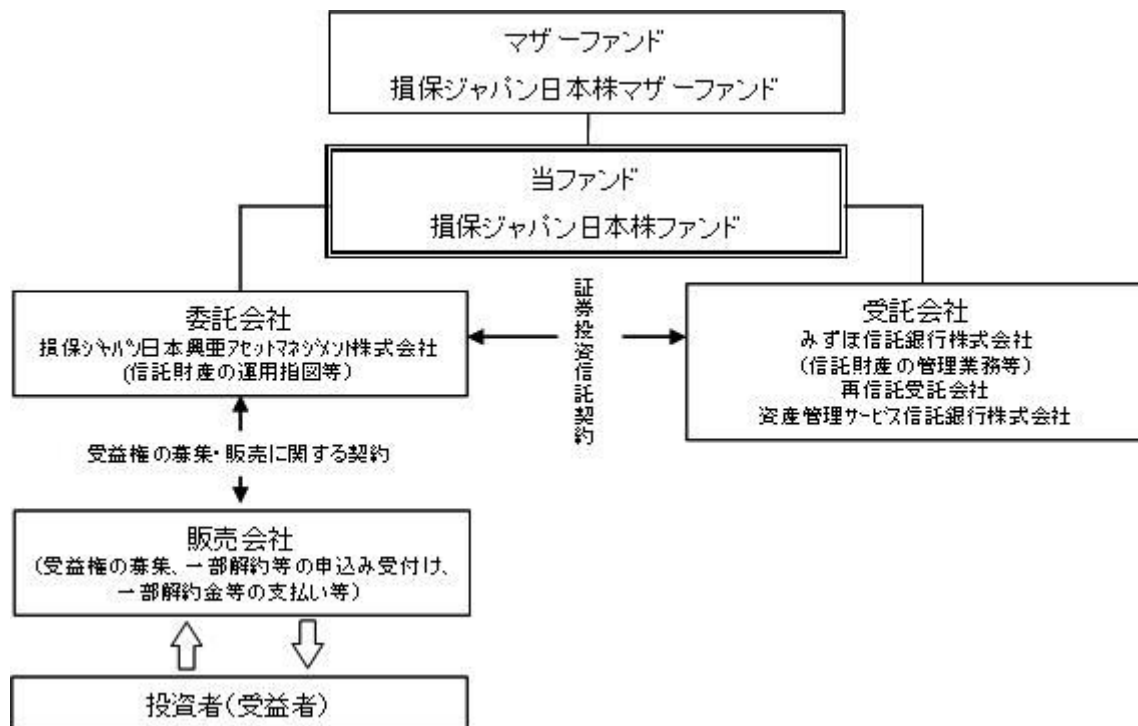 マザーファンド
損保ジャパン日本株マザーファンド
当ファンド
損保ジャパン日本株ファンド
委託会社
損保ｼﾞｬﾊﾟﾝ日本興亜ｱｾｯﾄﾏﾈｼﾞﾒﾝﾄ株式会社
(信託財産の運用指図等)
証券投資信託契約
受託会社
みずほ信託銀行株式会社
(信託財産の管理業務等)
再信託受託会社
資産管理サービス信託銀行株式会社
受益権の募集・販売に関する契約
販売会社
(受益権の募集、一部解約等の申込み受付け、
一部解約金等の支払い等)
投資者(受益者)